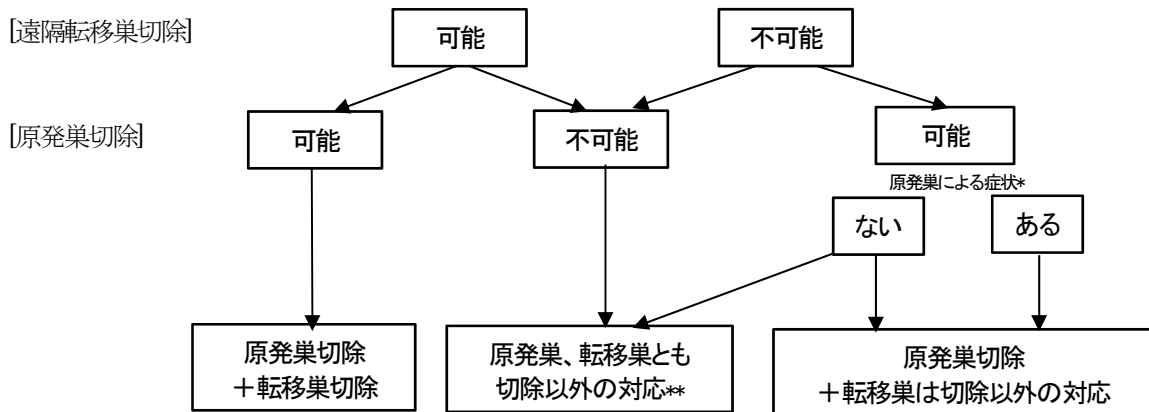 [遠隔転移巣切除]
可能
不可能
[原発巣切除]
可能
不可能
可能
原発巣による症状*
ない
ある
原発巣切除
＋転移巣切除
原発巣、転移巣とも
切除以外の対応**
原発巣切除
＋転移巣は切除以外の対応